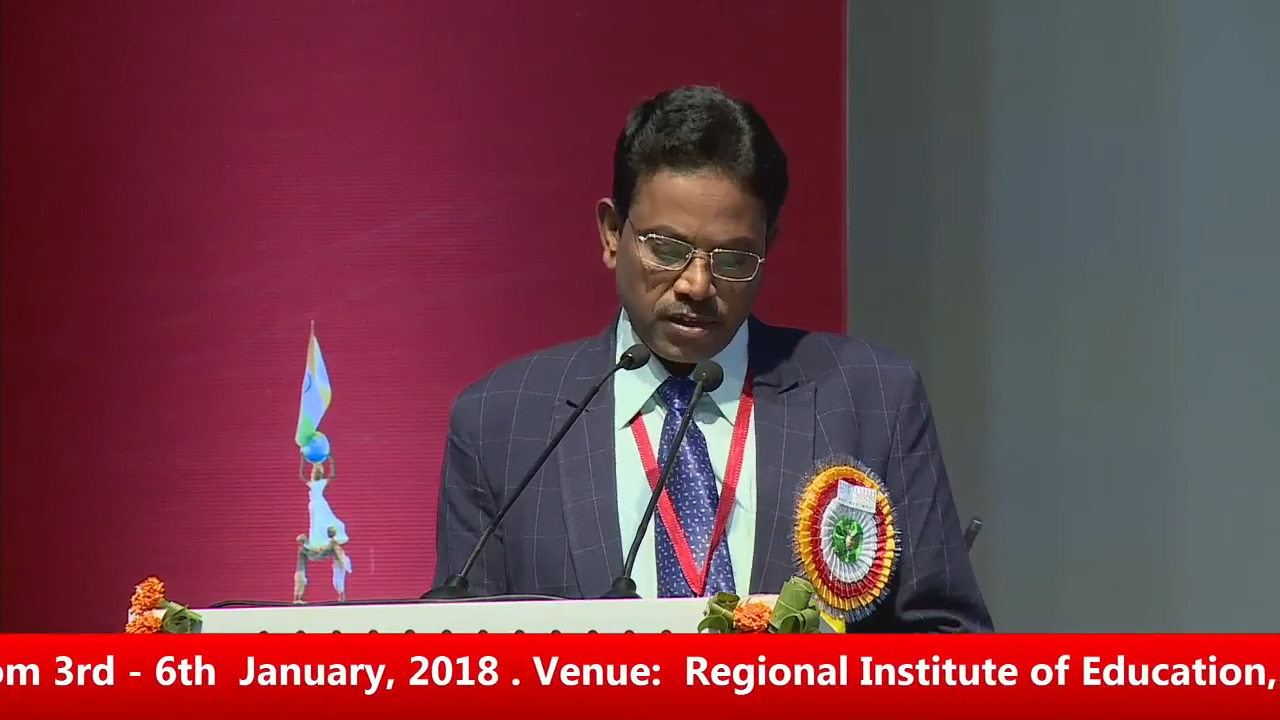 om 3rd - 6th January, 2018 . Venue: Regional Institute of Education,